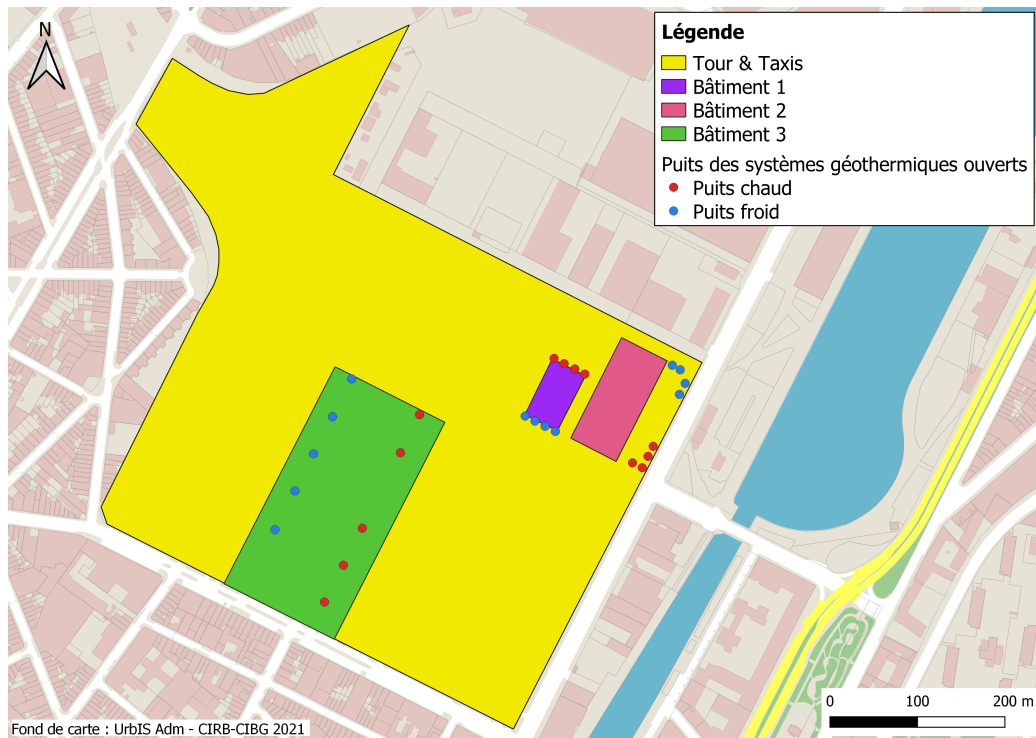 N
Légende
Tour & Taxis
Bâtiment 1
Bâtiment 2
Bâtiment 3
Puits des systèmes géothermiques ouverts
Puits chaud
Puits froid
0 100 200 m
Fond de carte : UrbIS Adm - CIRB-CIBG 2021